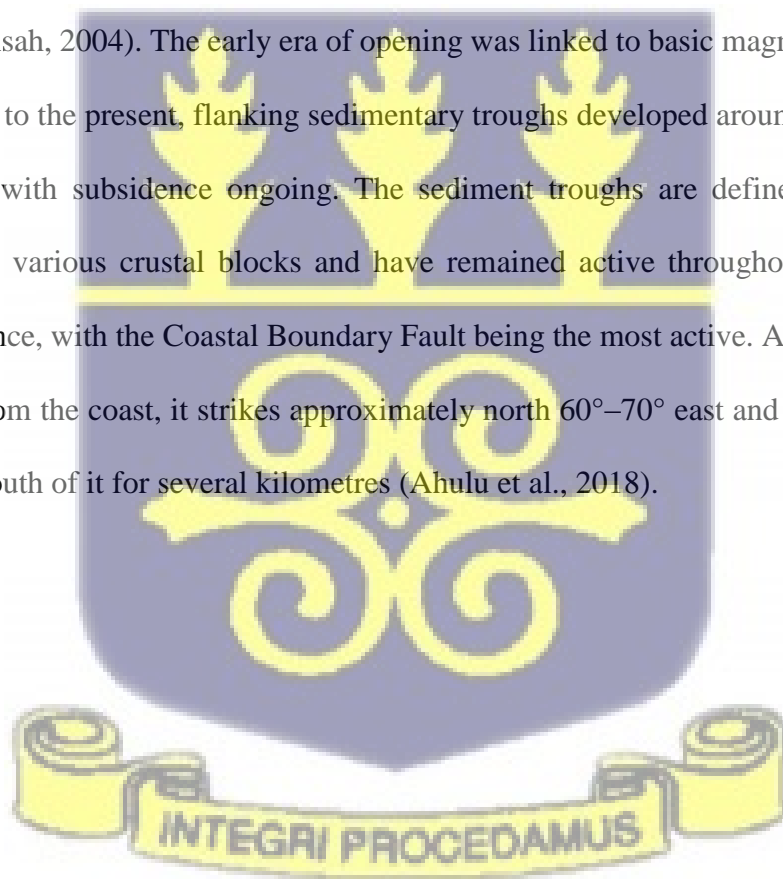 sah, 2004). The early era of opening was linked to basic magn
to the present, flanking sedimentary troughs developed aroun
with subsidence ongoing. The sediment troughs are define
various crustal blocks and have remained active througho
nce, with the Coastal Boundary Fault being the most active. A
om the coast, it strikes approximately north 60°–70° east and
outh of it for several kilometres (Ahulu et al., 2018).
INTEGRI PROCEDAMUS